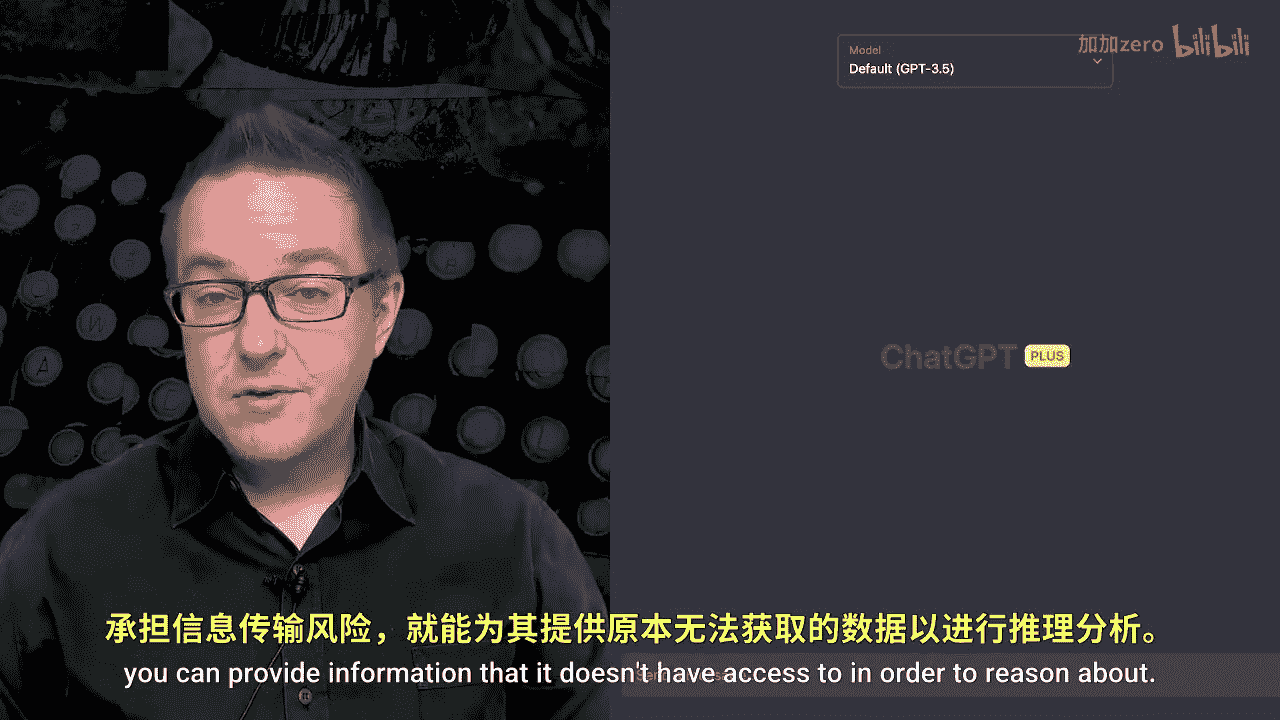 加加zero bilibili
Model
Default (GPT-3.5)
ChatGPT PLUS
承担信息传输风险，就能为其提供原本无法获取的数据以进行推理分析。
you can provide information that it doesn't have access to in order to reason about.